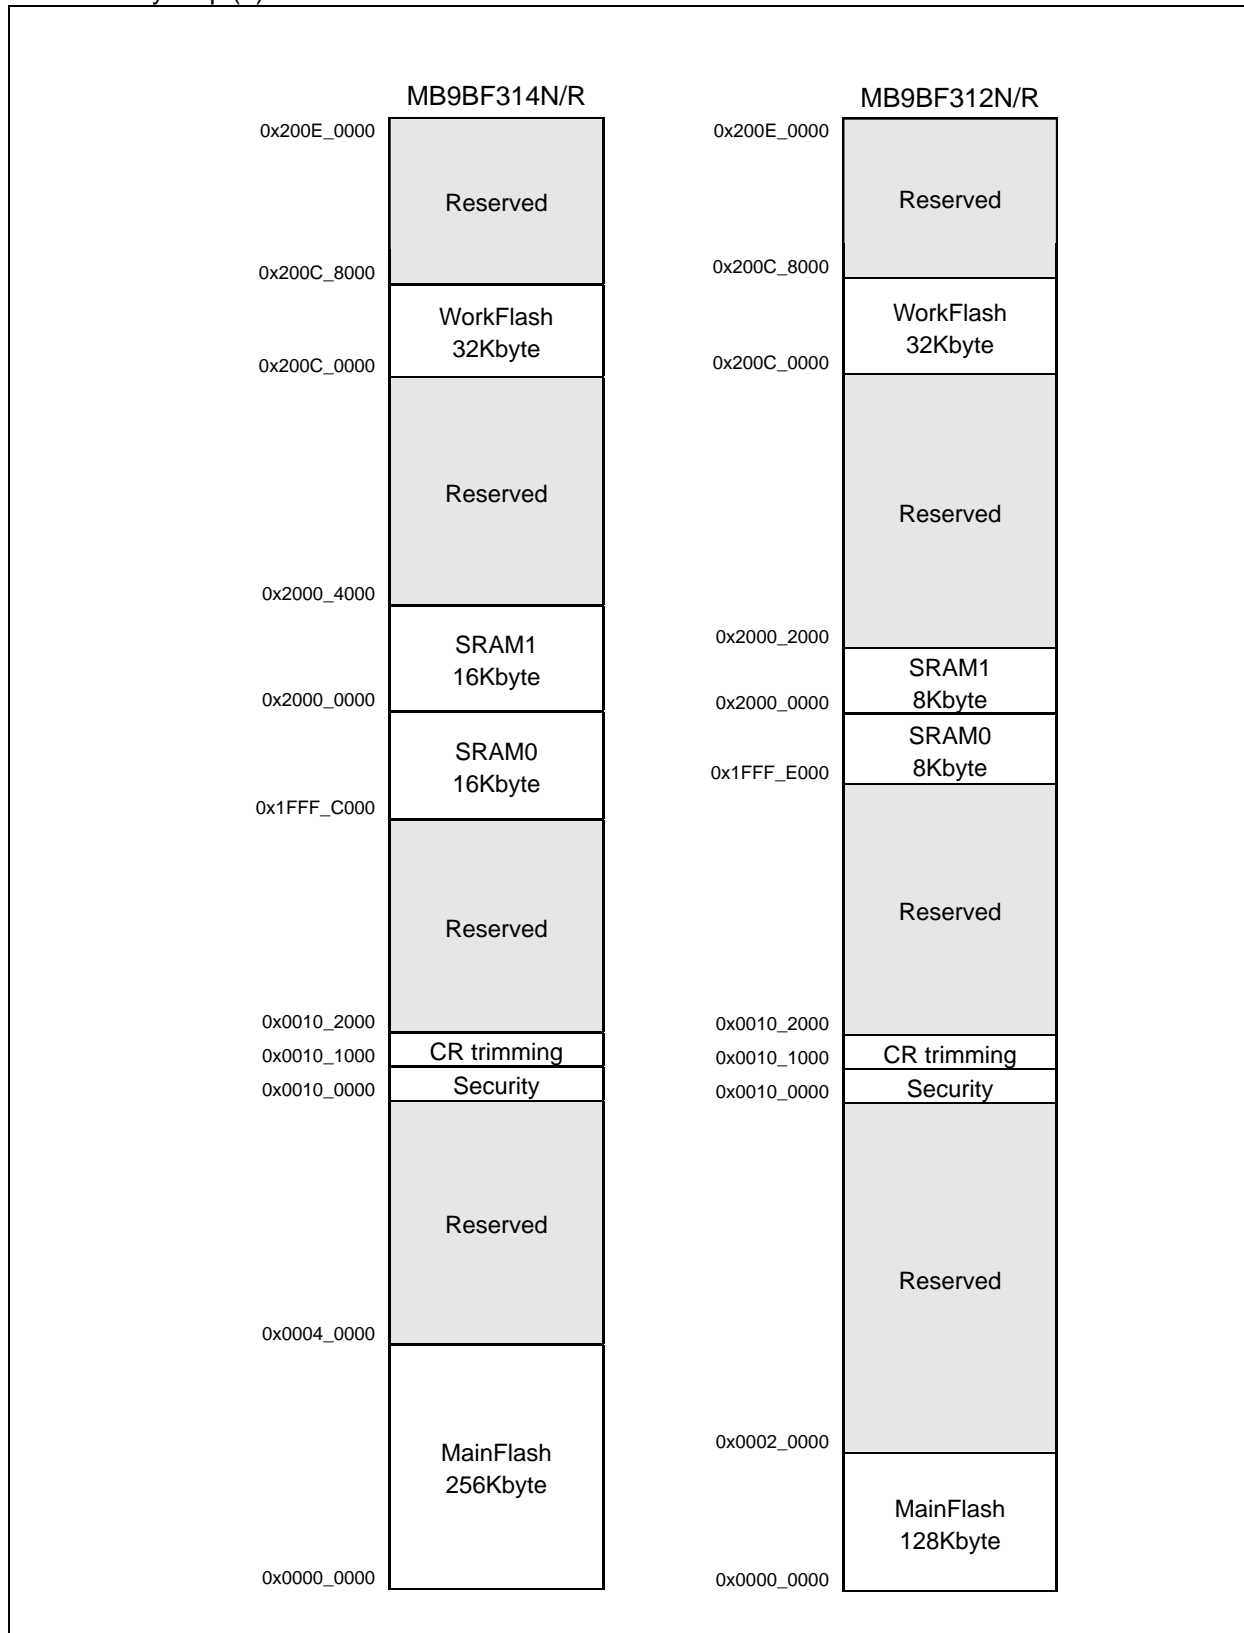 MB9BF314N/R
0x200E_0000
Reserved
0x200C_8000
WorkFlash
32Kbyte
0x200C_0000
Reserved
0x2000_4000
SRAM1
16Kbyte
0x2000_0000
SRAM0
16Kbyte
0x1FFF_C000
Reserved
0x0010_2000
CR trimming
0x0010_1000
Security
0x0010_0000
Reserved
0x0004_0000
MainFlash
256Kbyte
0x0000_0000
MB9BF312N/R
0x200E_0000
Reserved
0x200C_8000
WorkFlash
32Kbyte
0x200C_0000
Reserved
0x2000_2000
SRAM1
8Kbyte
0x2000_0000
SRAM0
8Kbyte
0x1FFF_E000
Reserved
0x0010_2000
CR trimming
0x0010_1000
Security
0x0010_0000
Reserved
0x0002_0000
MainFlash
128Kbyte
0x0000_0000